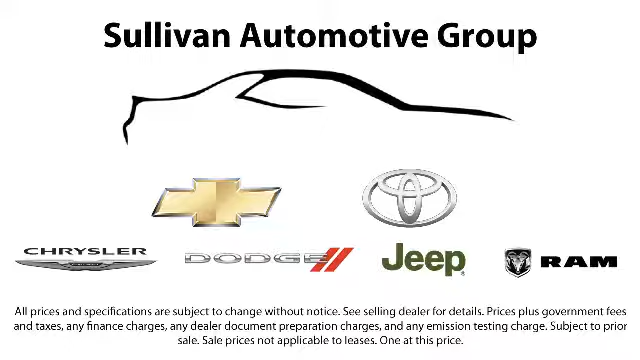 Sullivan Automotive Group
CHRYSLER
DODGE
Jeep
RAM
All prices and specifications are subject to change without notice. See selling dealer for details. Prices plus government fees
and taxes, any finance charges, any dealer document preparation charges, and any emission testing charge. Subject to prior
sale. Sale prices not applicable to leases. One at this price.